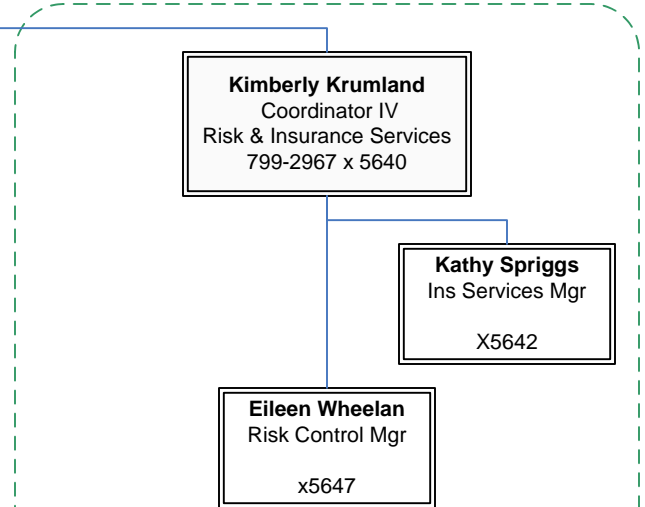 Kimberly Krumland
Coordinator IV
Risk & Insurance Services
799-2967 x 5640
Kathy Spriggs
Ins Services Mgr
X5642
Eileen Wheelan
Risk Control Mgr
x5647